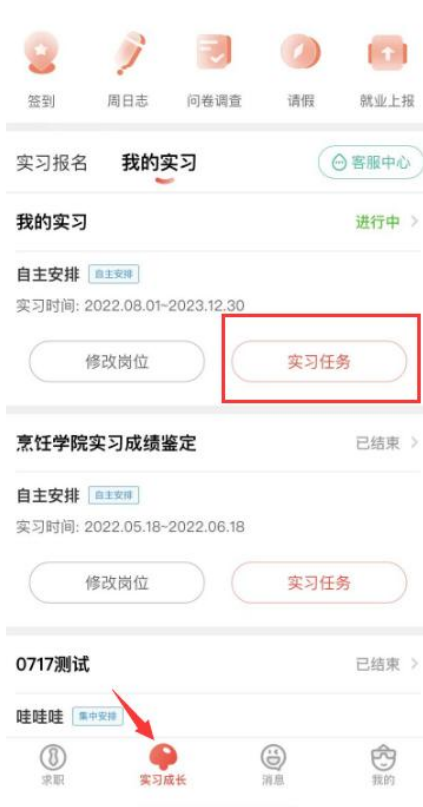 签到 周日志 问卷调查 请假 就业上报
实习报名 我的实习 客服中心
我的实习 进行中
自主安排 自主安排
实习时间: 2022.08.01~2023.12.30
修改岗位 实习任务
烹饪学院实习成绩鉴定 已结束
自主安排 自主安排
实习时间: 2022.05.18~2022.06.18
修改岗位 实习任务
0717测试 已结束
哇哇哇 集中安排
求职 实习成长 消息 我的